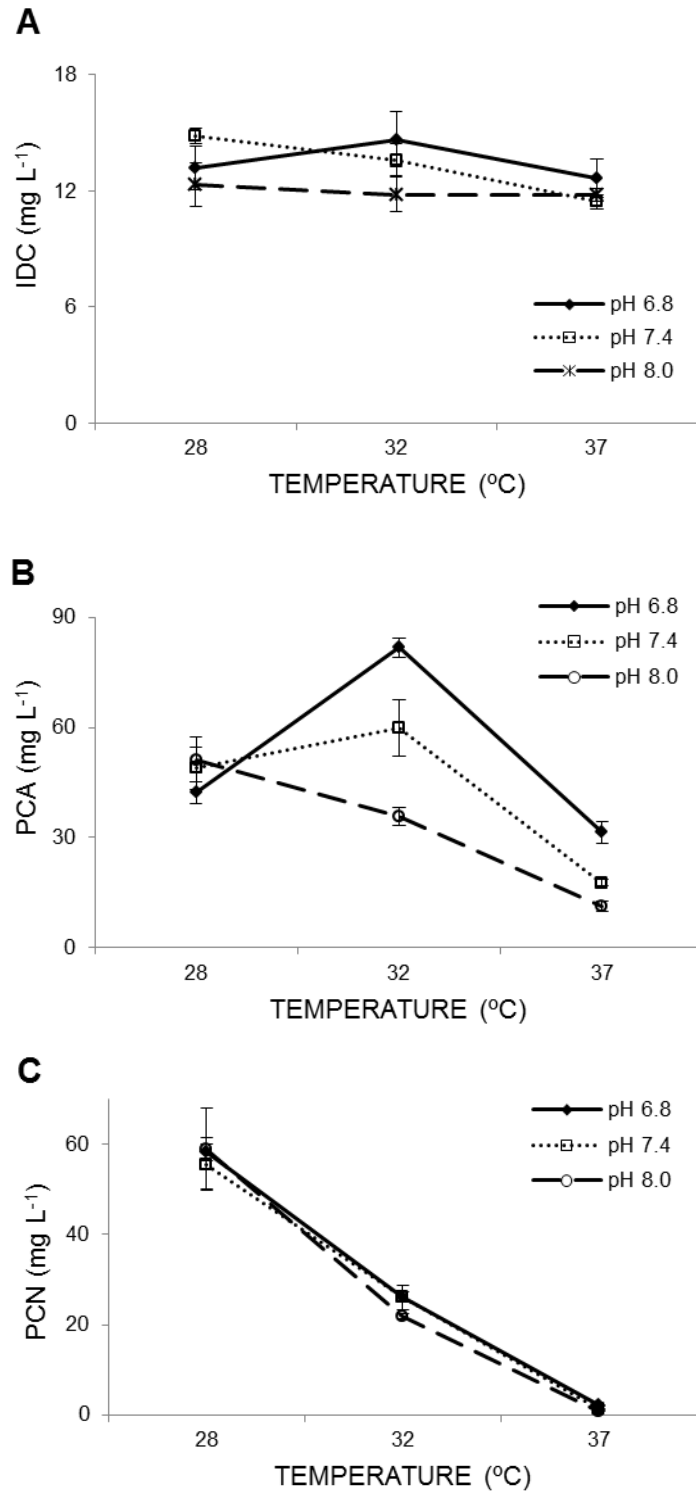 A
18
12
6
0
IDC (mg L-1)
pH 6.8
pH 7.4
pH 8.0
28 32 37
TEMPERATURE (ºC)
B
90
60
30
0
PCA (mg L-1)
pH 6.8
pH 7.4
pH 8.0
28 32 37
TEMPERATURE (ºC)
C
60
40
20
0
PCN (mg L-1)
pH 6.8
pH 7.4
pH 8.0
28 32 37
TEMPERATURE (ºC)